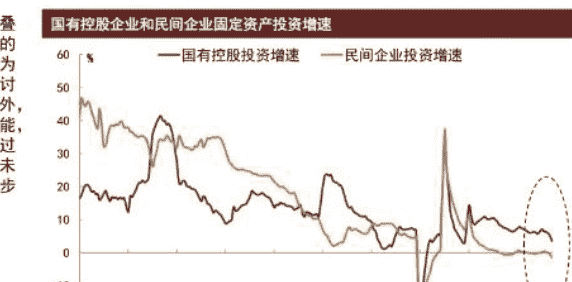 叠
的
为
讨
外，
能，
过
未
步
国有控股企业和民间企业固定资产投资增速
60
%
国有控股投资增速
民间企业投资增速
50
40
30
20
10
0